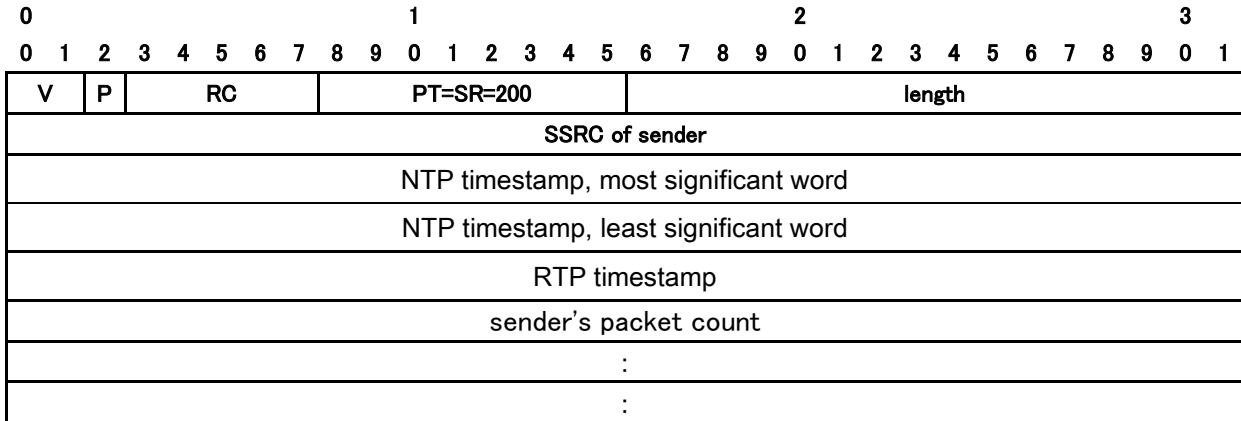 0 1 2 3
0 1 2 3 4 5 6 7 8 9 0 1 2 3 4 5 6 7 8 9 0 1 2 3 4 5 6 7 8 9 0 1
V P RC PT=SR=200 length
SSRC of sender
NTP timestamp, most significant word
NTP timestamp, least significant word
RTP timestamp
sender's packet count
:
: